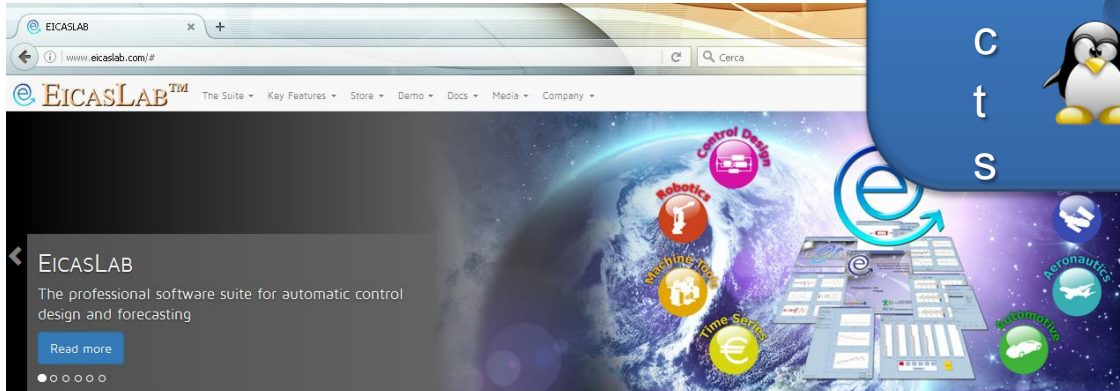 EICASLAB
www.eicaslab.com/#
Cerca
EICASLAB™ The Suite Key Features Store Demo Docs Media Company
c
t
s
Control Design
Robotics
Machine Tools
Time Series
Aeronautics
Automotive
EICASLAB
The professional software suite for automatic control
design and forecasting
Read more